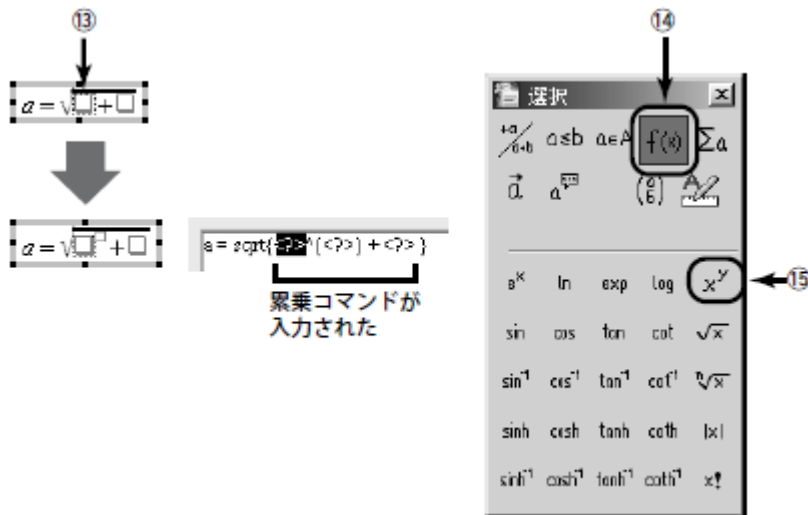 ⑬
a = √□+□
a = √□□+□
a = sqrt{<?>^(<?>) + <?> }
累乗コマンドが
入力された
⑭
選択
+a/a+b a≤b a∈A f(x) Σa
a⃗ a (a b) A
eˣ ln exp log xʸ
⑮
sin cos tan cot √x
sin⁻¹ cos⁻¹ tan⁻¹ cot⁻¹ ⁿ√x
sinh cosh tanh coth |x|
sinh⁻¹ cosh⁻¹ tanh⁻¹ coth⁻¹ x!